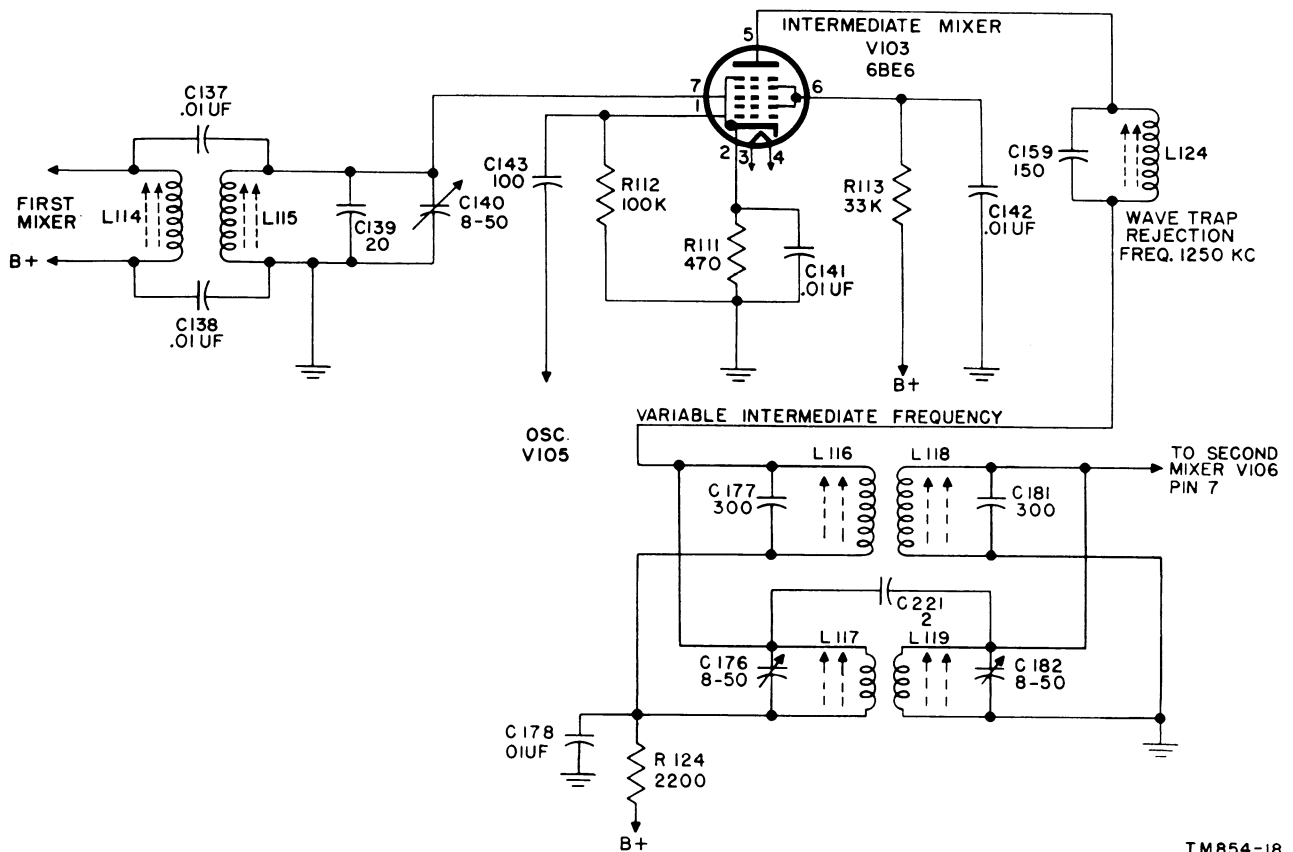 INTERMEDIATE MIXER
V103
6BE6
5
7
1
6
2
3
4
C137
.01UF
FIRST
MIXER
B+
L114
L115
C138
.01UF
C139
20
C140
8-50
C143
100
R112
100K
R111
470
C141
.01UF
R113
33K
C142
.01UF
B+
C159
150
L124
WAVE TRAP
REJECTION
FREQ. 1250 KC
OSC.
V105
VARIABLE INTERMEDIATE FREQUENCY
L116
L118
C177
300
C181
300
TO SECOND
MIXER V106
PIN 7
C221
2
L117
L119
C176
8-50
C182
8-50
C178
01UF
R124
2200
B+
TM854-18